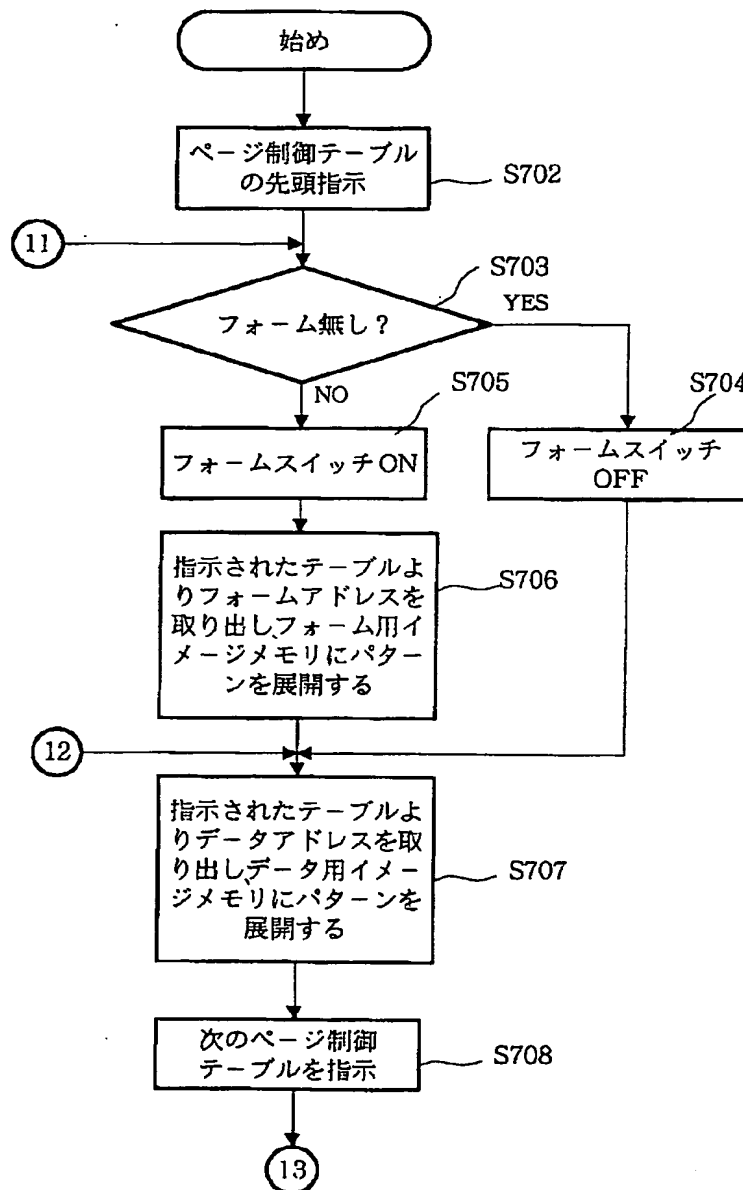 始め
ページ制御テーブル
の先頭指示
S702
11
S703
フォーム無し?
YES
NO
S705
S704
フォームスイッチON
フォームスイッチ
OFF
指示されたテーブルよ
りフォームアドレスを
取り出し、フォーム用イ
メージメモリにパター
ンを展開する
S706
12
指示されたテーブルよ
りデータアドレスを取
り出し、データ用イメー
ジメモリにパターンを
展開する
S707
次のページ制御
テーブルを指示
S708
13